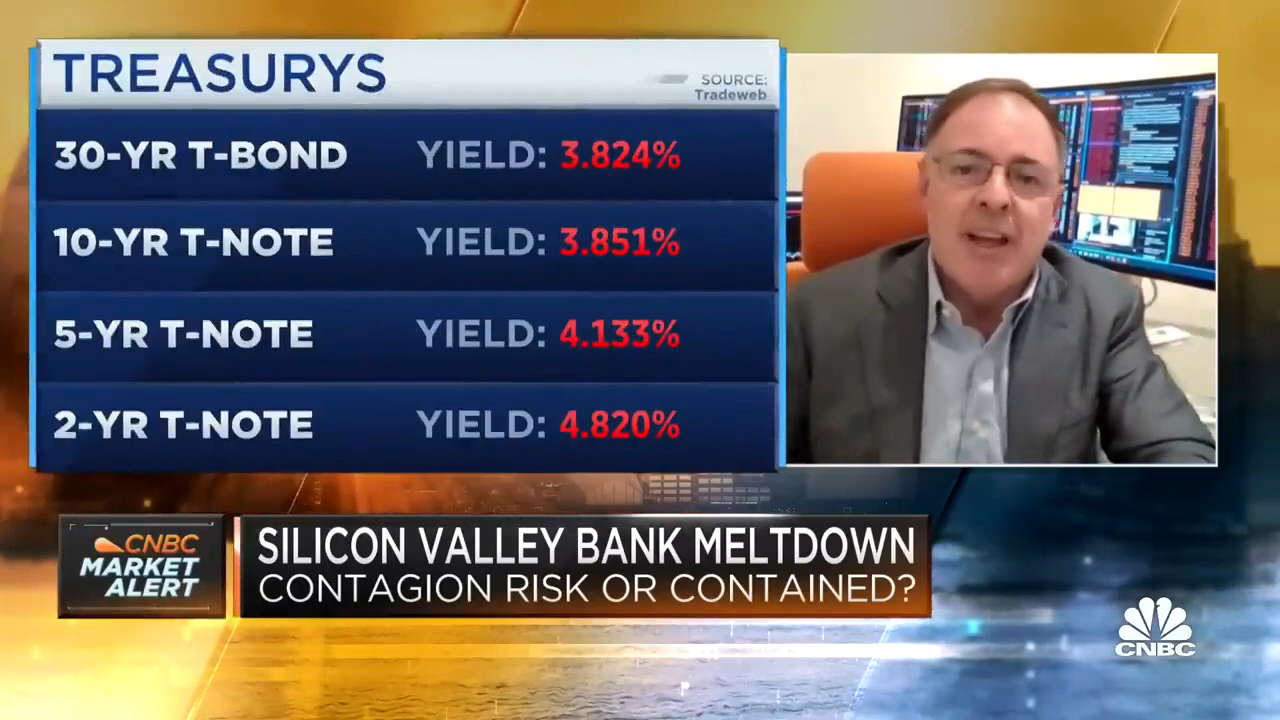 TREASURYS
SOURCE:
Tradeweb
30-YR T-BOND YIELD: 3.824%
10-YR T-NOTE YIELD: 3.851%
5-YR T-NOTE YIELD: 4.133%
2-YR T-NOTE YIELD: 4.820%
CNBC
MARKET
ALERT
SILICON VALLEY BANK MELTDOWN
CONTAGION RISK OR CONTAINED?
CNBC